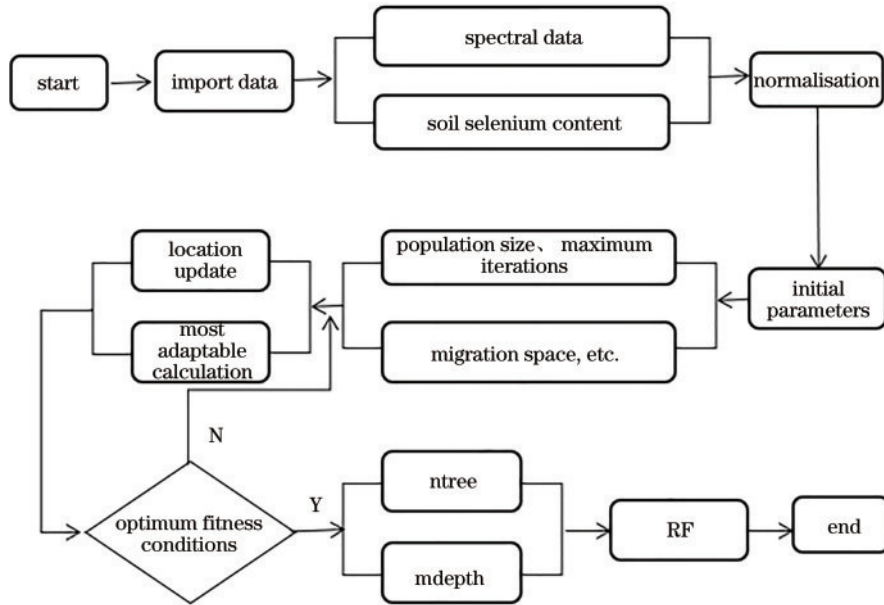 start
import data
spectral data
soil selenium content
normalisation
location
update
most
adaptable
calculation
population size、 maximum
iterations
migration space, etc.
initial
parameters
N
optimum fitness
conditions
Y
ntree
mdepth
RF
end